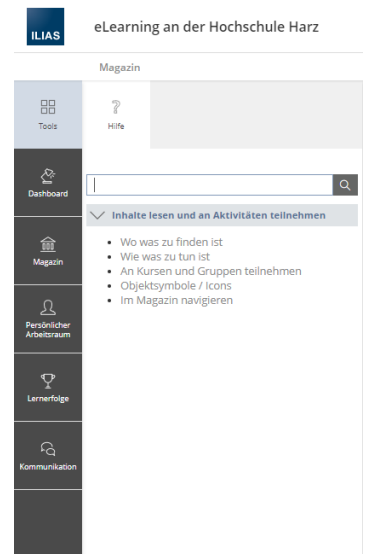 ILIAS
eLearning an der Hochschule Harz
Magazin
Tools
Hilfe
Dashboard
Magazin
Persönlicher
Arbeitsraum
Lernerfolge
Kommunikation
Inhalte lesen und an Aktivitäten teilnehmen
Wo was zu finden ist
Wie was zu tun ist
An Kursen und Gruppen teilnehmen
Objektsymbole / Icons
Im Magazin navigieren